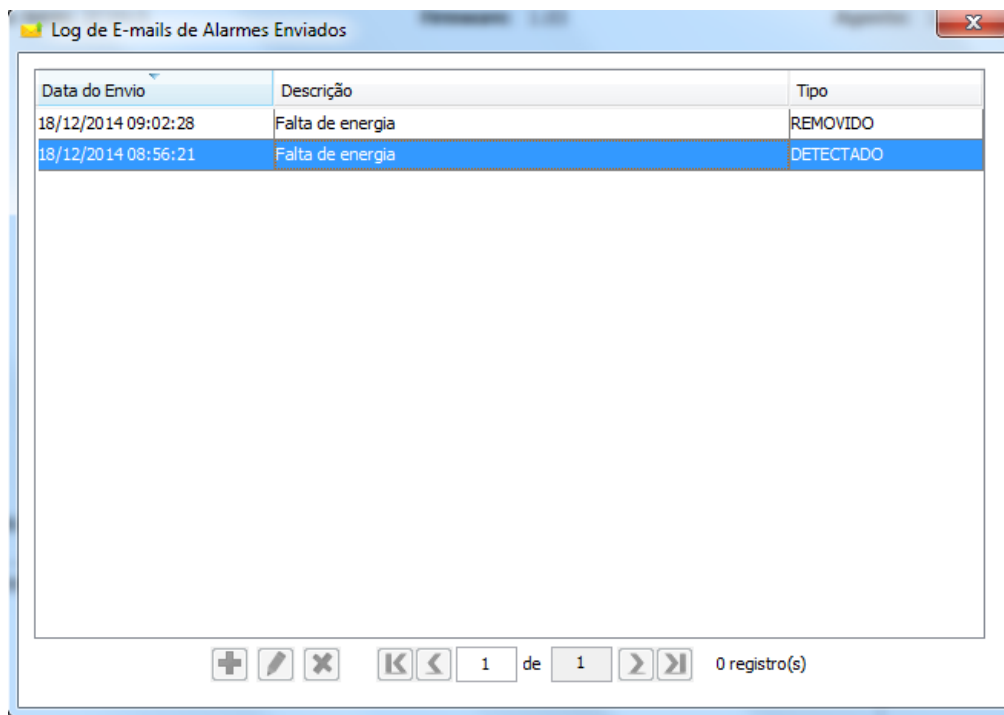 Log de E-mails de Alarmes Enviados
Data do Envio Descrição Tipo
18/12/2014 09:02:28 Falta de energia REMOVIDO
18/12/2014 08:56:21 Falta de energia DETECTADO
1 de 1 0 registro(s)